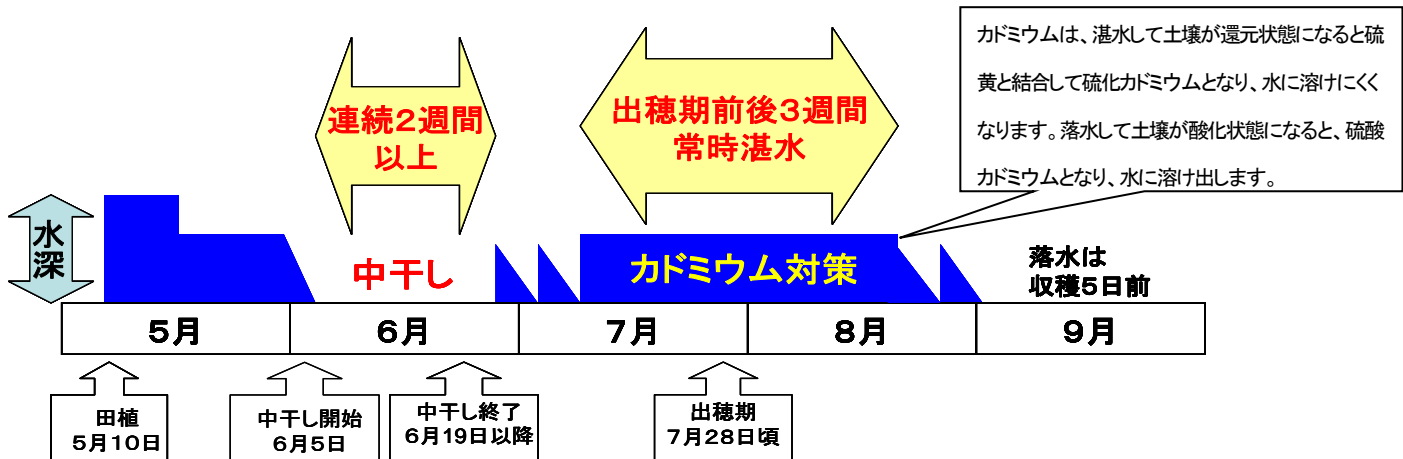 カドミウムは、湛水して土壌が還元状態になると硫
黄と結合して硫化カドミウムとなり、水に溶けにくく
なります。落水して土壌が酸化状態になると、硫酸
カドミウムとなり、水に溶け出します。
連続2週間
以上
出穂期前後3週間
常時湛水
水深
中干し
カドミウム対策
落水は
収穫5日前
5月
6月
7月
8月
9月
田植
5月10日
中干し開始
6月5日
中干し終了
6月19日以降
出穂期
7月28日頃